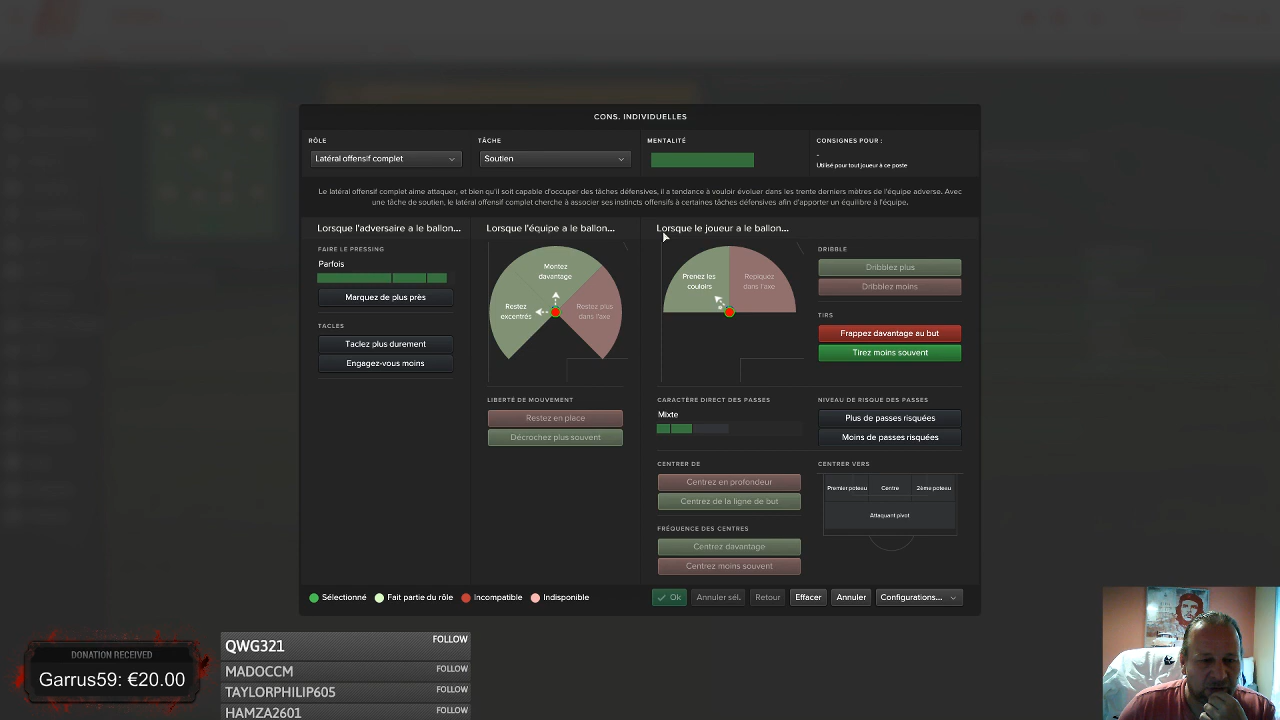 CONS. INDIVIDUELLES
RÔLE
Latéral offensif complet
TÂCHE
Soutien
MENTALITÉ
CONSIGNES POUR :
-
Utilisé pour tout joueur à ce poste
Le latéral offensif complet aime attaquer, et bien qu'il soit capable d'occuper des tâches défensives, il a tendance à vouloir évoluer dans les trente derniers mètres de l'équipe adverse. Avec
une tâche de soutien, le latéral offensif complet cherche à associer ses instincts offensifs à certaines tâches défensives afin d'apporter un équilibre à l'équipe.
Lorsque l'adversaire a le ballon...
FAIRE LE PRESSING
Parfois
Marquez de plus près
TACLES
Taclez plus durement
Engagez-vous moins
Lorsque l'équipe a le ballon...
Montez
davantage
Restez
excentrés
Restez plus
dans l'axe
LIBERTÉ DE MOUVEMENT
Restez en place
Décrochez plus souvent
Lorsque le joueur a le ballon...
Prenez les
couloirs
Repiquez
dans l'axe
DRIBBLE
Dribblez plus
Dribblez moins
TIRS
Frappez davantage au but
Tirez moins souvent
CARACTÈRE DIRECT DES PASSES
Mixte
NIVEAU DE RISQUE DES PASSES
Plus de passes risquées
Moins de passes risquées
CENTRER DE
Centrez en profondeur
Centrez de la ligne de but
CENTRER VERS
Premier poteau
Centre
2ème poteau
Attaquant pivot
FRÉQUENCE DES CENTRES
Centrez davantage
Centrez moins souvent
Sélectionné
Fait partie du rôle
Incompatible
Indisponible
Ok
Annuler sél.
Retour
Effacer
Annuler
Configurations...
DONATION RECEIVED
Garrus59: €20.00
QWG321 FOLLOW
MADOCCM FOLLOW
TAYLORPHILIP605 FOLLOW
HAMZA2601 FOLLOW